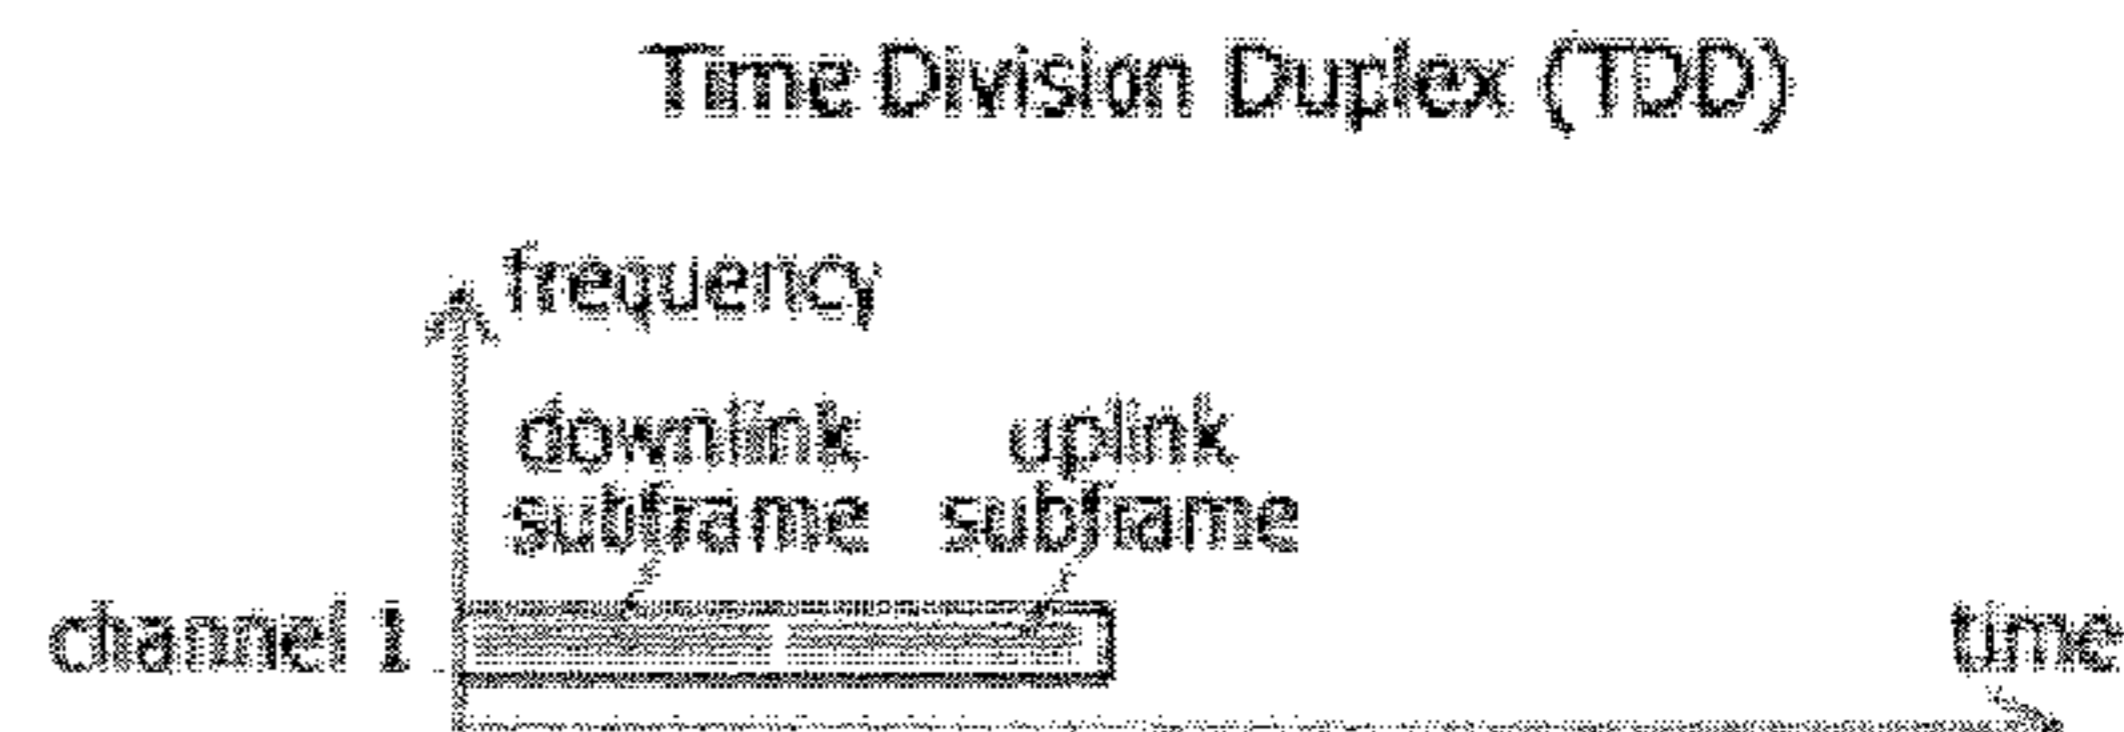 Time Division Duplex (TDD)
frequency
downlink
subframe
uplink
subframe
channel 1
time